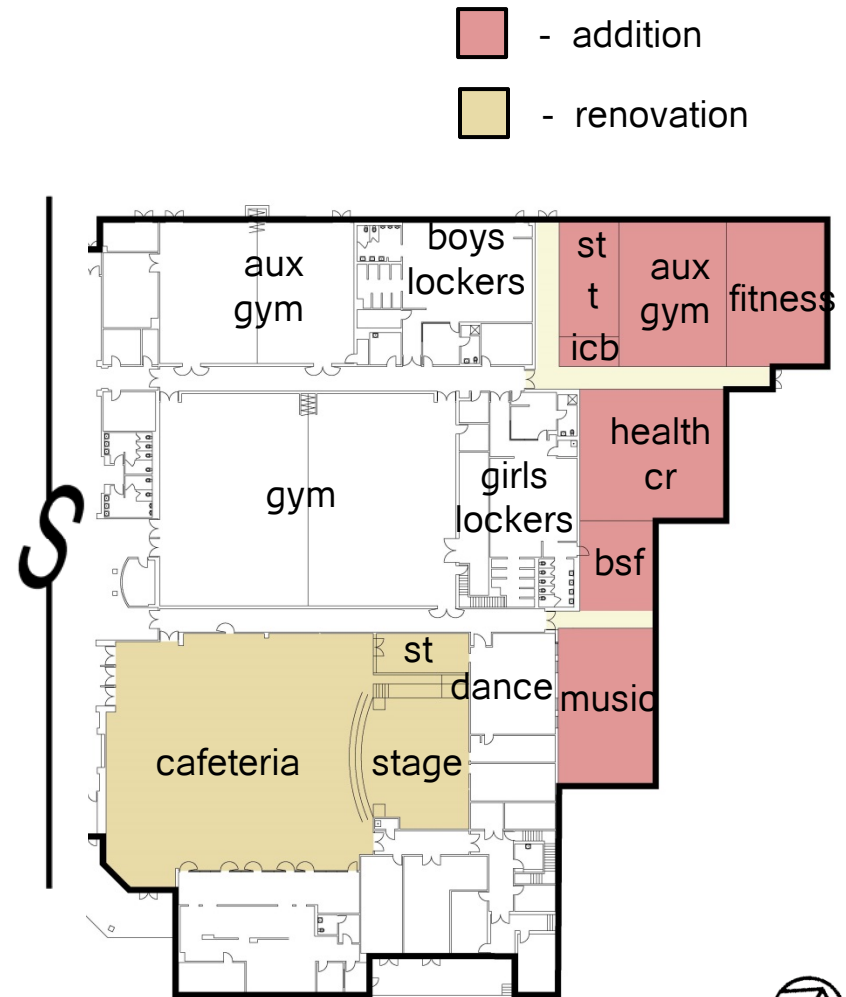 - addition
- renovation
aux
gym
boys
lockers
st
t
icb
aux
gym
fitness
gym
girls
lockers
health
cr
bsf
st
dance
music
cafeteria
stage
S